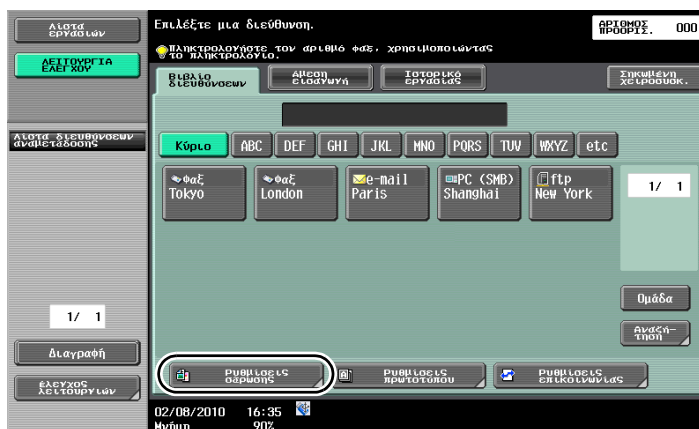 Λίστα
εργασιών
ΛΕΙΤΟΥΡΓΙΑ
ΕΛΕΓΧΟΥ
Λίστα διευθύνσεων
αναμετάδοσης
1/ 1
Διαγραφή
έλεγχος
λειτουργιών
Επιλέξτε μια διεύθυνση.
ΑΡΙΘΜΟΣ
ΠΡΟΟΡΙΣ. 000
Πληκτρολογήστε τον αριθμό φαξ, χρησιμοποιώντας
το πληκτρολόγιο.
Βιβλίο
διευθύνσεων
Αμεση
εισαγωγή
Ιστορικό
εργασίας
Σηκωμένη
χειροσυσκ.
Κύριο ABC DEF GHI JKL MNO PQRS TUV WXYZ etc
φαξ
Tokyo
φαξ
London
e-mail
Paris
PC (SMB)
Shanghai
ftp
New York
1/ 1
Ομάδα
Αναζή-
τηση
Ρυθμίσεις
σάρωσης
Ρυθμίσεις
πρωτοτύπου
Ρυθμίσεις
επικοινωνίας
02/08/2010 16:35
Μνήμη 90%